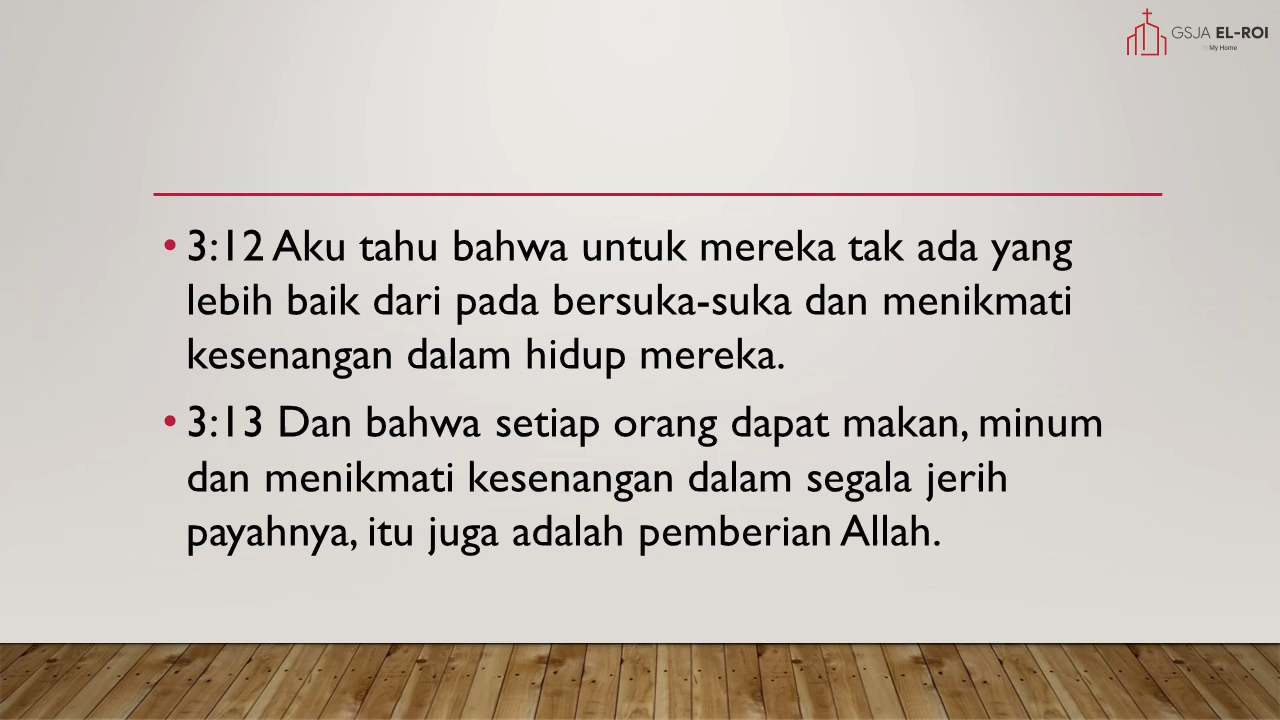 GSJA EL-ROI
My Home
• 3:12 Aku tahu bahwa untuk mereka tak ada yang
lebih baik dari pada bersuka-suka dan menikmati
kesenangan dalam hidup mereka.
• 3:13 Dan bahwa setiap orang dapat makan, minum
dan menikmati kesenangan dalam segala jerih
payahnya, itu juga adalah pemberian Allah.